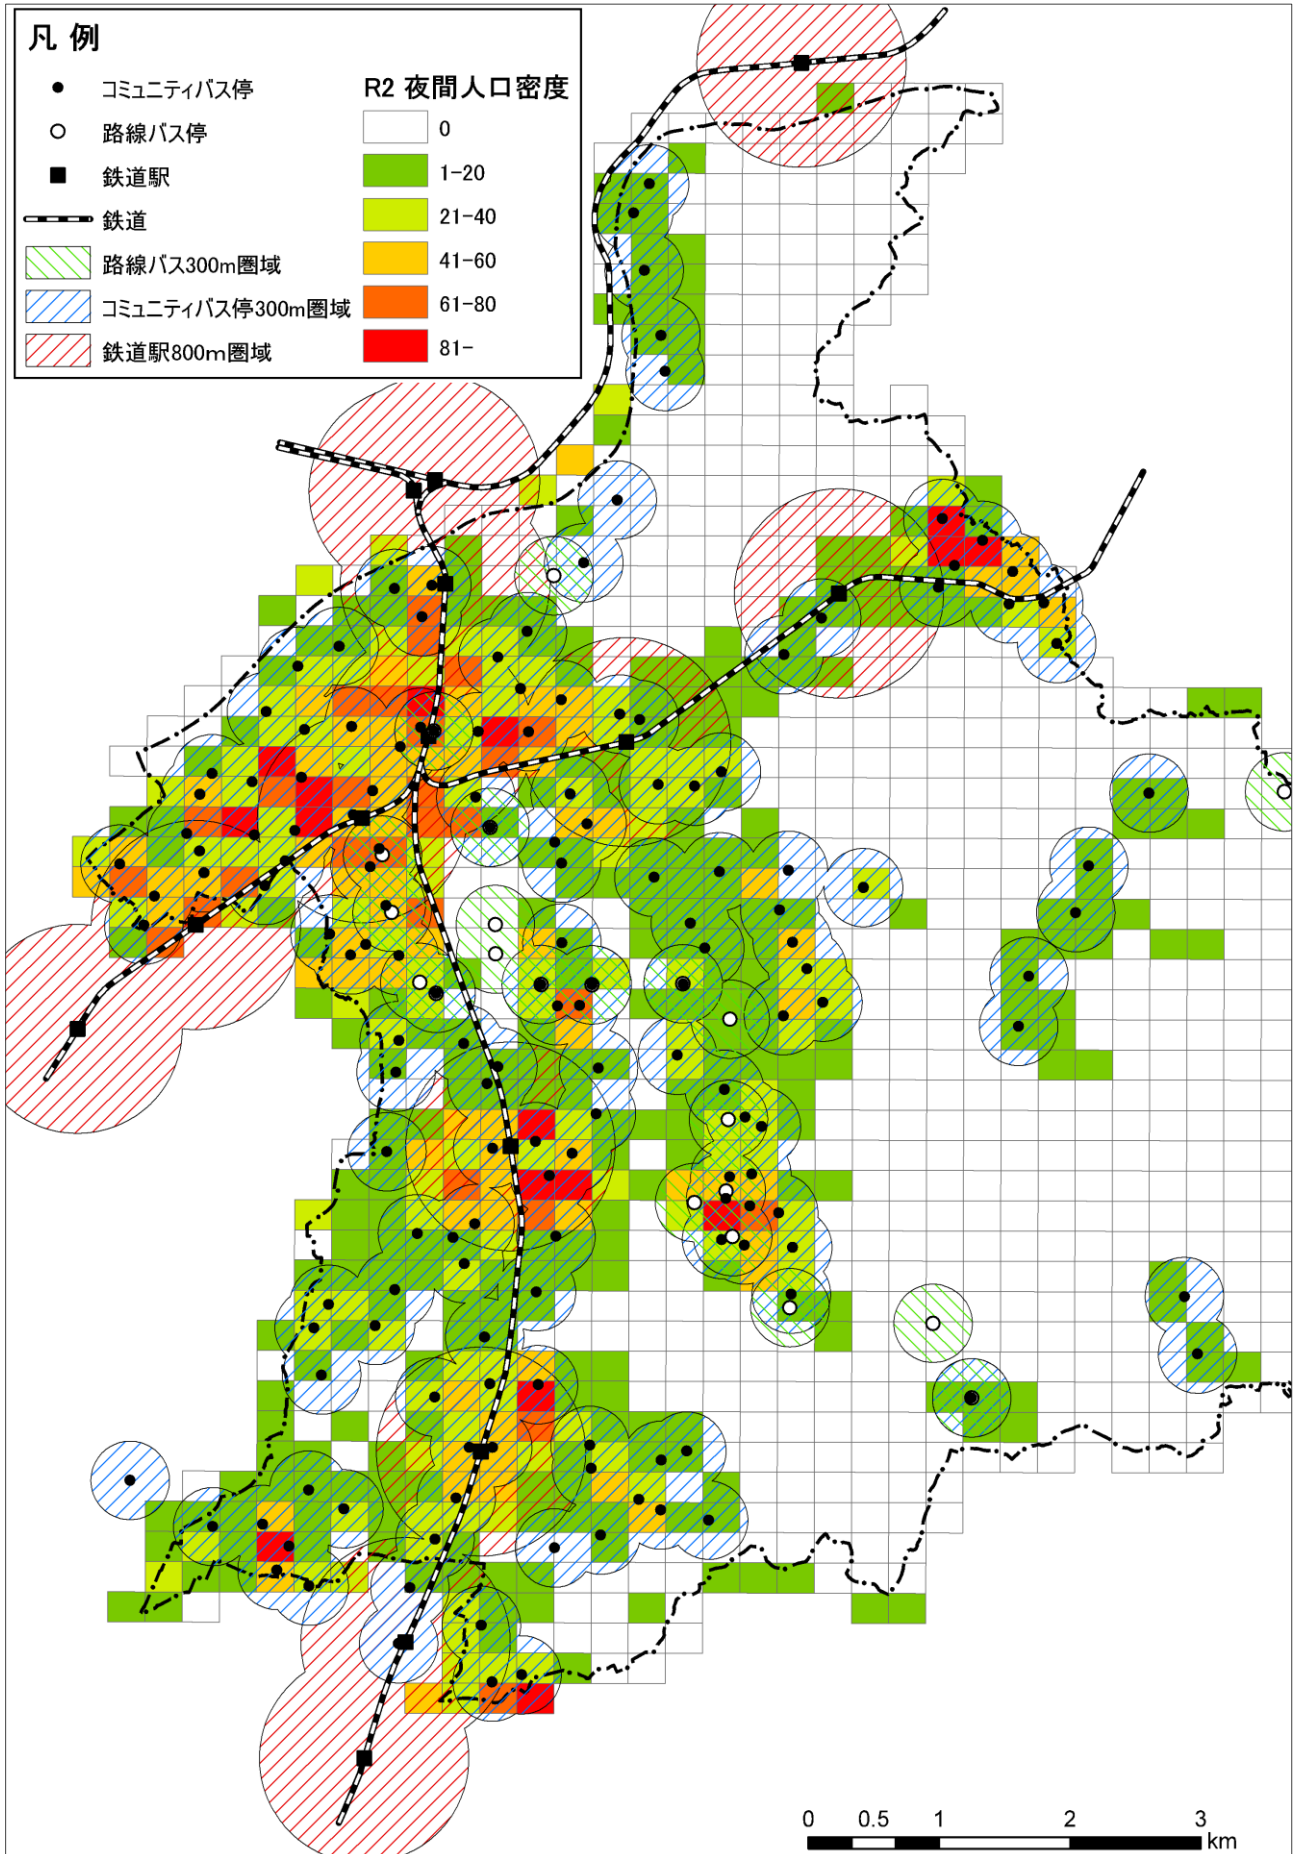 凡 例
コミュニティバス停
路線バス停
鉄道駅
鉄道
路線バス300m圏域
コミュニティバス停300m圏域
鉄道駅800m圏域
R2 夜間人口密度
0
1-20
21-40
41-60
61-80
81-
0 0.5 1 2 3
km